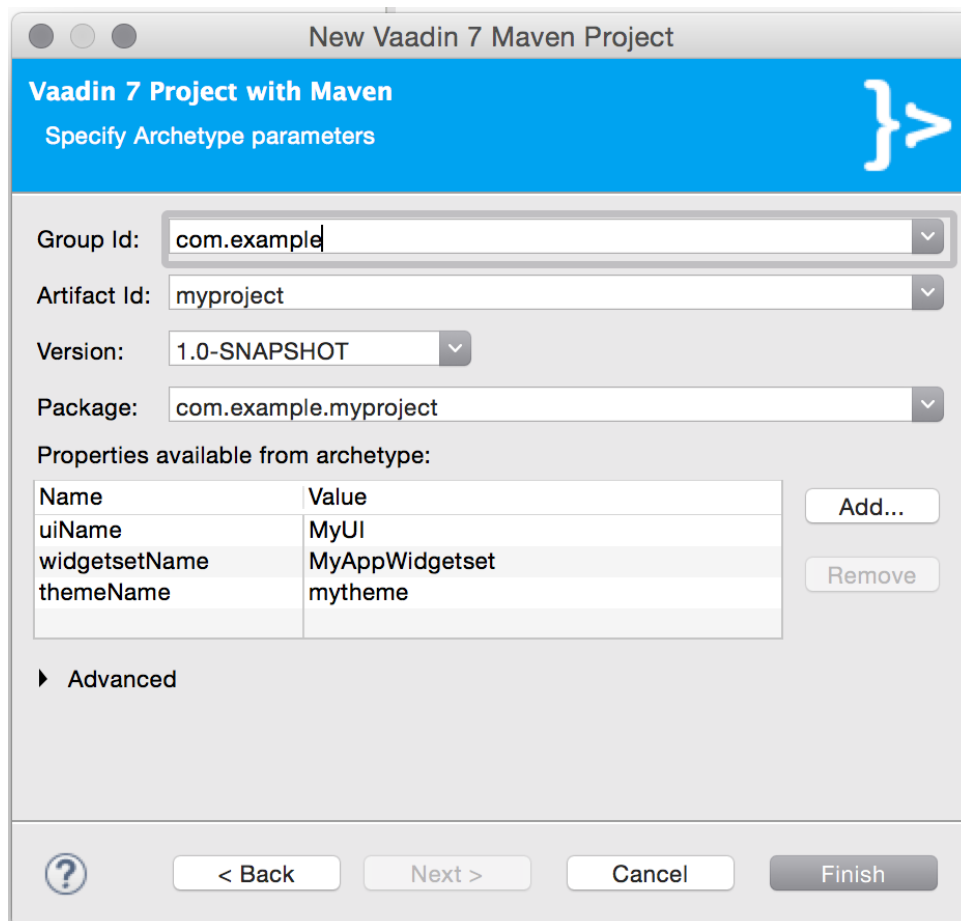 New Vaadin 7 Maven Project
Vaadin 7 Project with Maven
Specify Archetype parameters
}>
Group Id: com.example
Artifact Id: myproject
Version: 1.0-SNAPSHOT
Package: com.example.myproject
Properties available from archetype:
Name Value
Add...
uiName MyUI
widgetsetName MyAppWidgetset
Remove
themeName mytheme
Advanced
? < Back Next > Cancel Finish